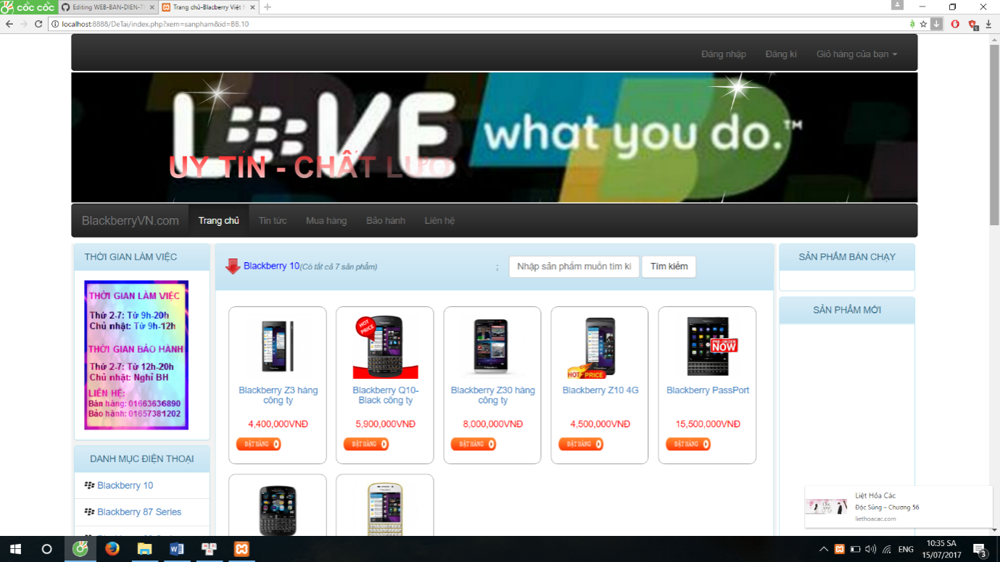 CỐC CỐC
Editing WEB-BAN-DIEN-T
Trang chủ-Blacberry Việt
localhost:8888/DeTai/index.php?xem=sanpham&id=BB.10
Đăng nhập
Đăng kí
Giỏ hàng của bạn
LOVE
what you do.™
UY TÍN - CHẤT LƯỢN
BlackberryVN.com
Trang chủ
Tin tức
Mua hàng
Bảo hành
Liên hệ
THỜI GIAN LÀM VIỆC
THỜI GIAN LÀM VIỆC
Thứ 2-7: Từ 9h-20h
Chủ nhật: Từ 9h-12h
THỜI GIAN BẢO HÀNH
Thứ 2-7: Từ 12h-20h
Chủ nhật: Nghỉ BH
LIÊN HỆ:
Bán hàng: 01663636890
Bảo hành: 01657381202
DANH MỤC ĐIỆN THOẠI
Blackberry 10
Blackberry 87 Series
Blackberry 10(Có tất cả 7 sản phẩm)
;
Nhập sản phẩm muốn tìm ki
Tìm kiếm
HOT PRICE
HOT PRICE
PRE-ORDER
NOW
Blackberry Z3 hàng
công ty
4,400,000VNĐ
ĐẶT HÀNG
Blackberry Q10-
Black công ty
5,900,000VNĐ
ĐẶT HÀNG
Blackberry Z30 hàng
công ty
8,000,000VNĐ
ĐẶT HÀNG
Blackberry Z10 4G
4,500,000VNĐ
ĐẶT HÀNG
Blackberry PassPort
15,500,000VNĐ
ĐẶT HÀNG
SẢN PHẨM BÁN CHẠY
SẢN PHẨM MỚI
Liệt Hỏa Các
Độc Sủng – Chương 56
liethoacac.com
ENG
10:35 SA
15/07/2017
3